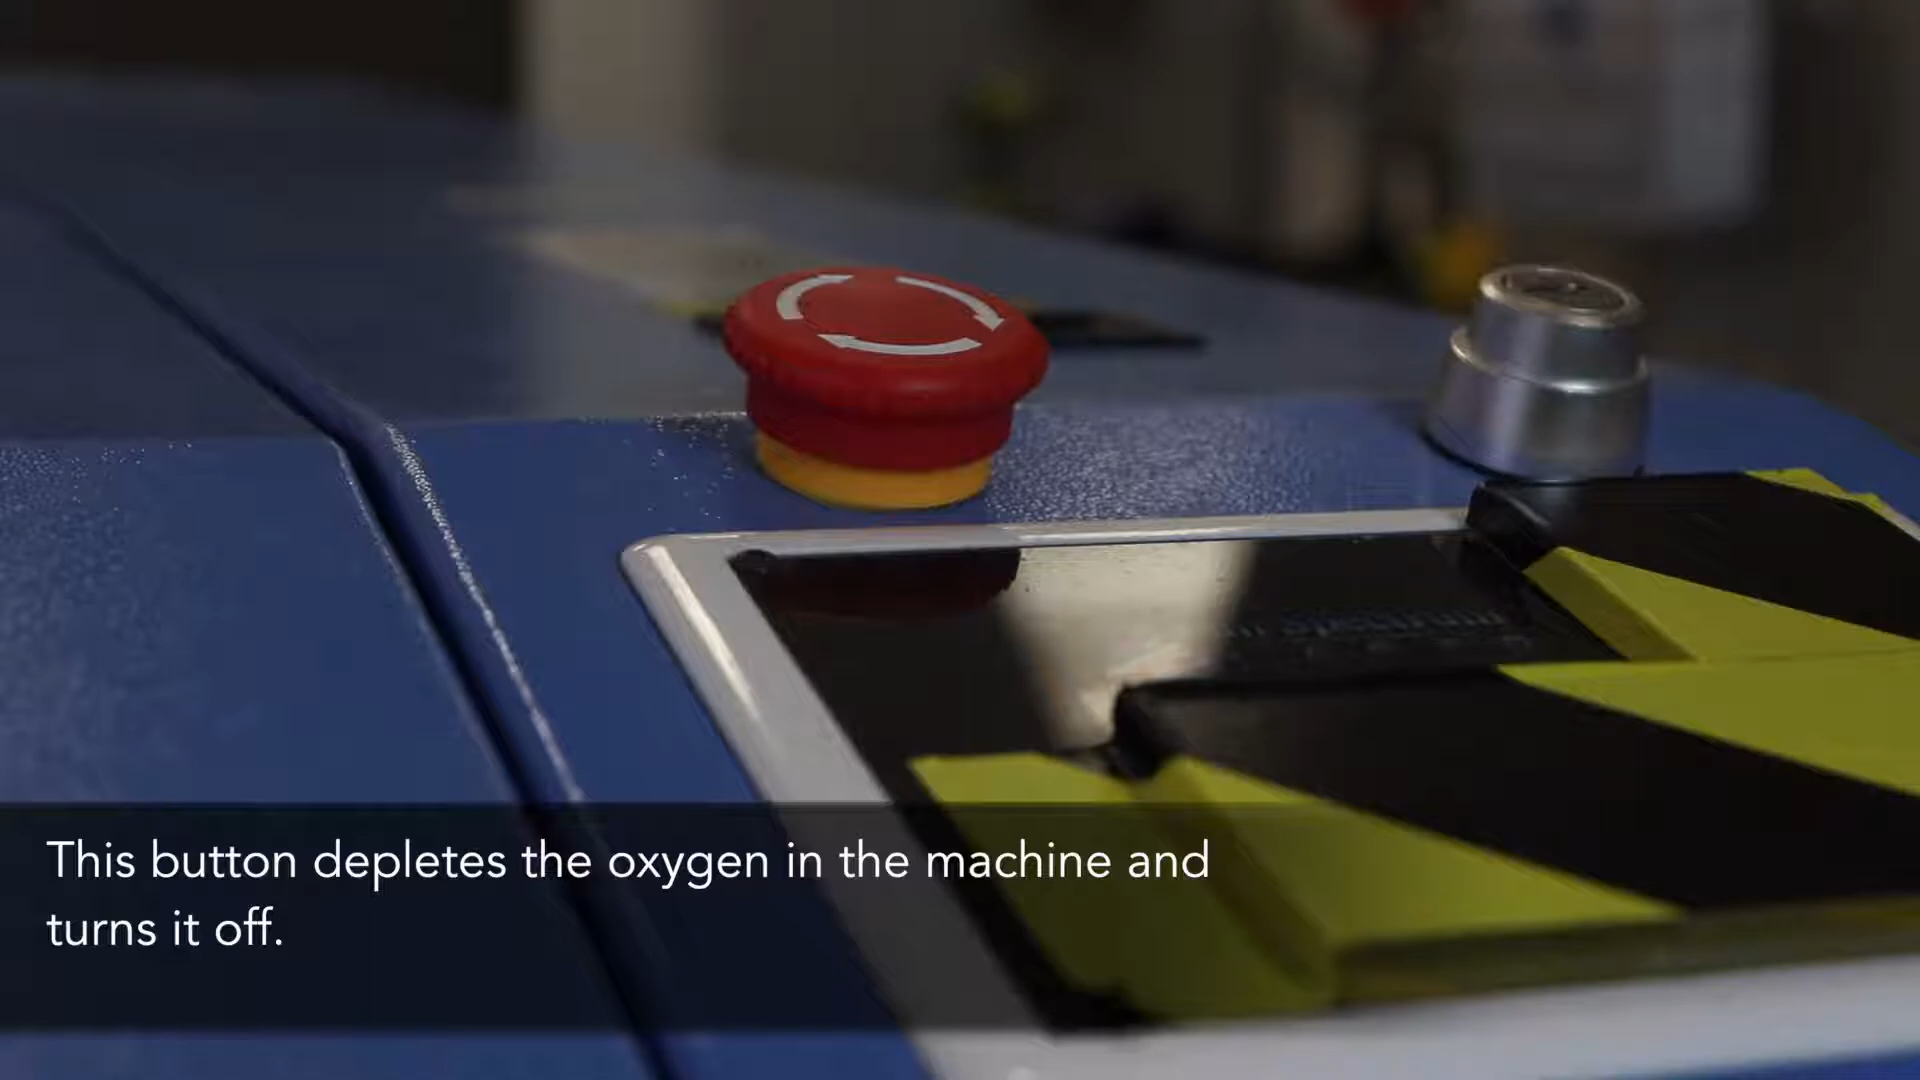 This button depletes the oxygen in the machine and
turns it off.